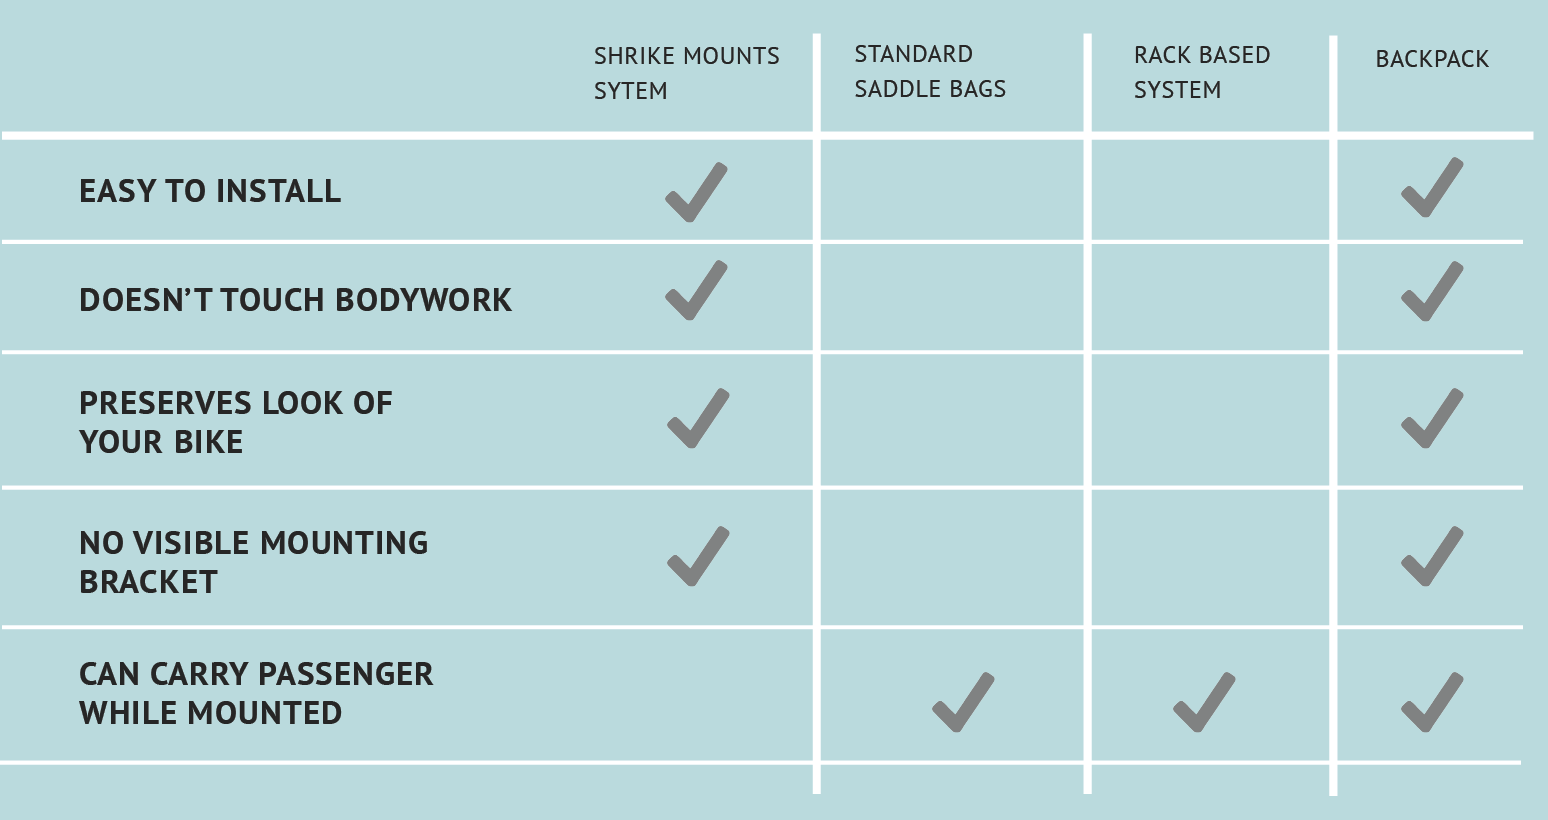 SHRIKE MOUNTS
SYTEM
STANDARD
SADDLE BAGS
RACK BASED
SYSTEM
BACKPACK
EASY TO INSTALL
DOESN’T TOUCH BODYWORK
PRESERVES LOOK OF
YOUR BIKE
NO VISIBLE MOUNTING
BRACKET
CAN CARRY PASSENGER
WHILE MOUNTED